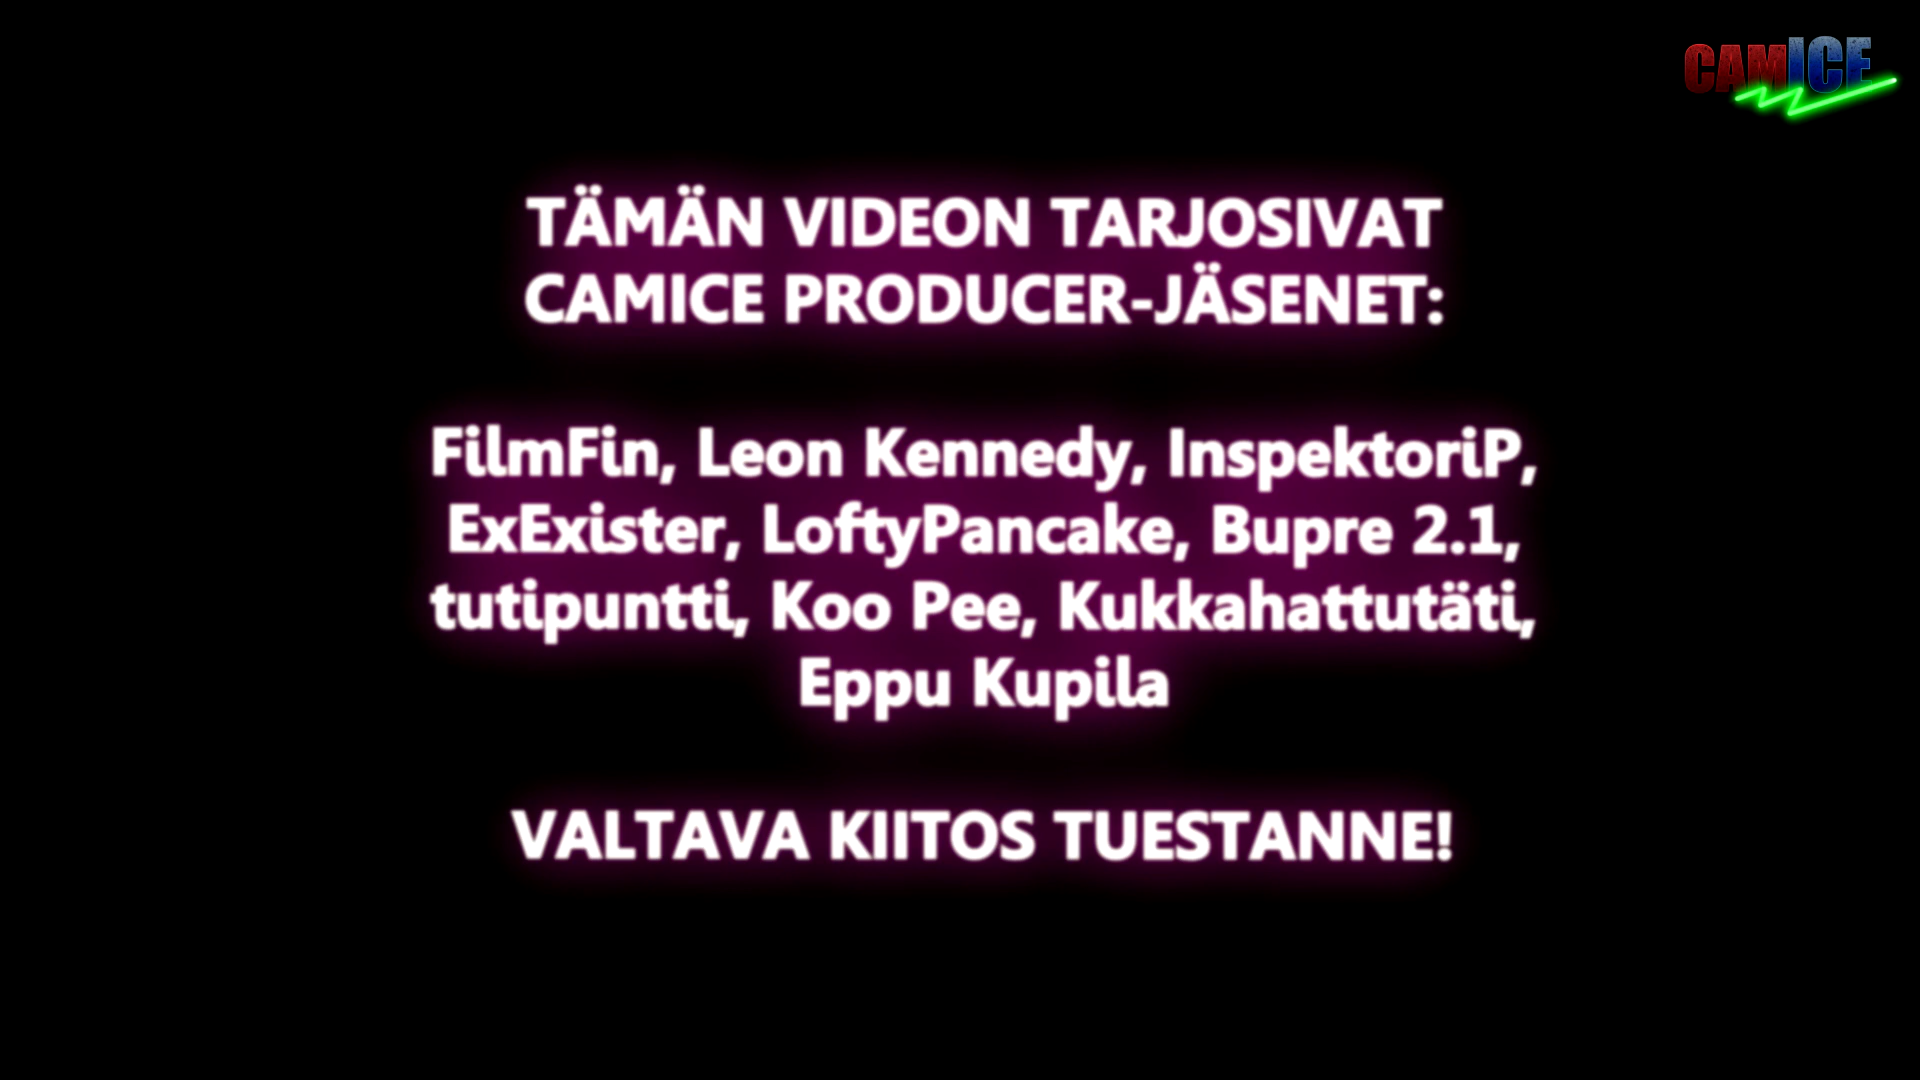 CAMICE
TÄMÄN VIDEON TARJOSIVAT
CAMICE PRODUCER-JÄSENET:
FilmFin, Leon Kennedy, InspektoriP,
ExExister, LoftyPancake, Bupre 2.1,
tutipuntti, Koo Pee, Kukkahattutäti,
Eppu Kupila
VALTAVA KIITOS TUESTANNE!